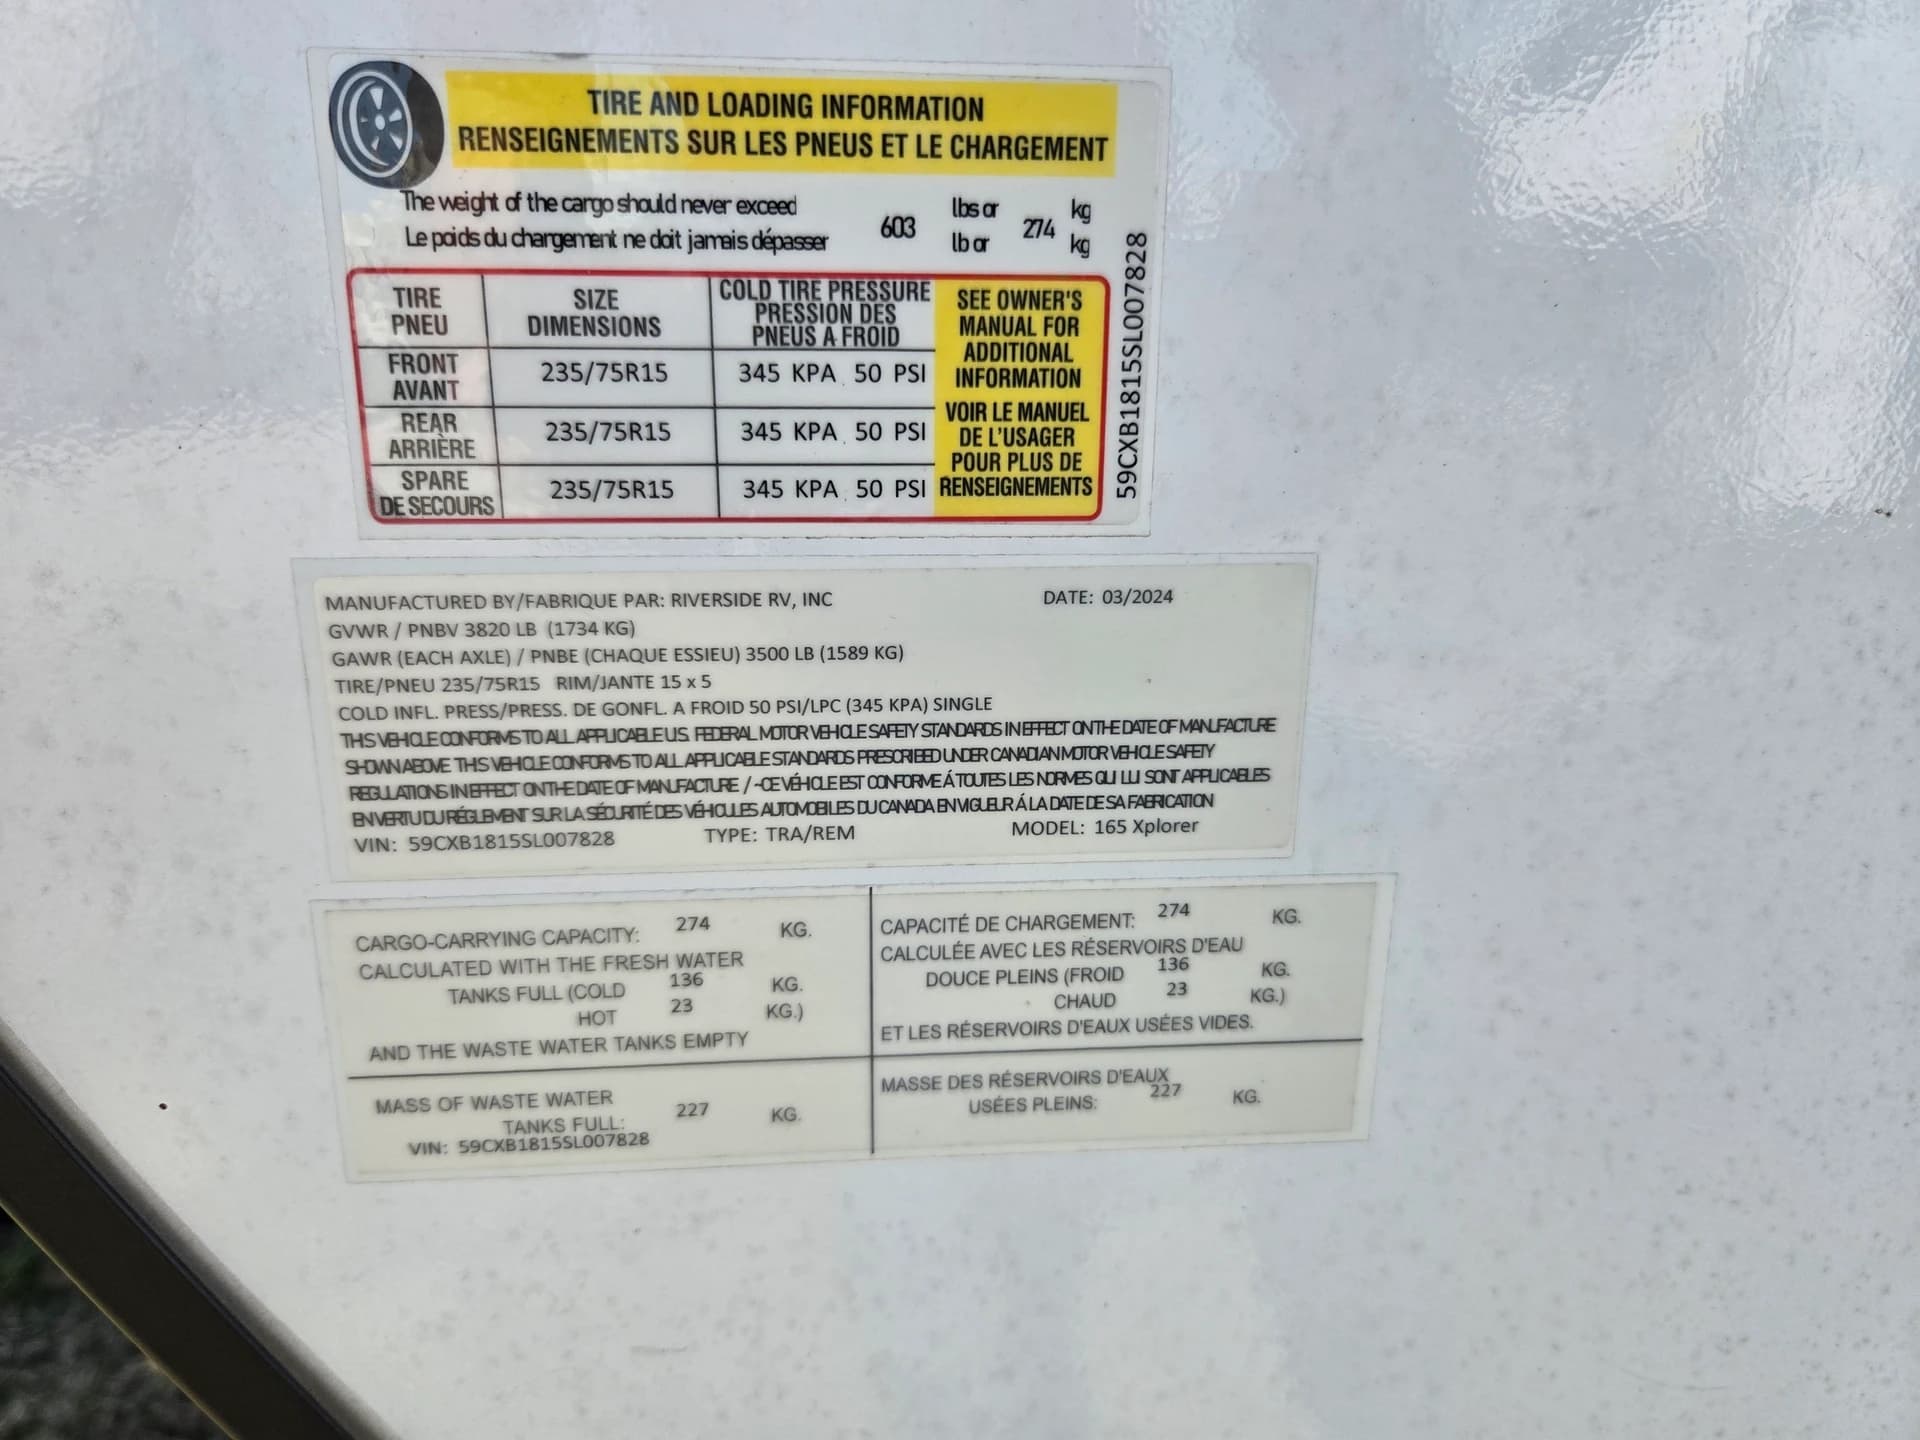 TIRE AND LOADING INFORMATION
RENSEIGNEMENTS SUR LES PNEUS ET LE CHARGEMENT
The weight of the cargo should never exceed 603 lbs or 274 kg
Le poids du chargement ne doit jamais dépasser lb or kg
TIRE PNEU
SIZE DIMENSIONS
COLD TIRE PRESSURE
PRESSION DES
PNEUS A FROID
FRONT AVANT 235/75R15 345 KPA 50 PSI
REAR ARRIÈRE 235/75R15 345 KPA 50 PSI
SPARE DE SECOURS 235/75R15 345 KPA 50 PSI
SEE OWNER'S
MANUAL FOR
ADDITIONAL
INFORMATION
VOIR LE MANUEL
DE L'USAGER
POUR PLUS DE
RENSEIGNEMENTS
59CXB1815SL007828
MANUFACTURED BY/FABRIQUE PAR: RIVERSIDE RV, INC DATE: 03/2024
GVWR / PNBV 3820 LB (1734 KG)
GAWR (EACH AXLE) / PNBE (CHAQUE ESSIEU) 3500 LB (1589 KG)
TIRE/PNEU 235/75R15 RIM/JANTE 15 x 5
COLD INFL. PRESS/PRESS. DE GONFL. A FROID 50 PSI/LPC (345 KPA) SINGLE
THIS VEHICLE CONFORMS TO ALL APPLICABLE U.S. FEDERAL MOTOR VEHICLE SAFETY STANDARDS IN EFFECT ON THE DATE OF MANUFACTURE
SHOWN ABOVE THIS VEHICLE CONFORMS TO ALL APPLICABLE STANDARDS PRESCRIBED UNDER CANADIAN MOTOR VEHICLE SAFETY
REGULATIONS IN EFFECT ON THE DATE OF MANUFACTURE / -CE VÉHICLE EST CONFORME Á TOUTES LES NORMES QUI LUI SONT APPLICABLES
EN VERTU DU RÉGLEMENT SUR LA SÉCURITÉ DES VÉHICULES AUTOMOBILES DU CANADA EN VIGUEUR Á LA DATE DE SA FABRICATION
VIN: 59CXB1815SL007828 TYPE: TRA/REM MODEL: 165 Xplorer
CARGO-CARRYING CAPACITY: 274 KG.
CALCULATED WITH THE FRESH WATER
TANKS FULL (COLD 136 KG.
HOT 23 KG.)
AND THE WASTE WATER TANKS EMPTY
MASS OF WASTE WATER
TANKS FULL: 227 KG.
VIN: 59CXB1815SL007828
CAPACITÉ DE CHARGEMENT: 274 KG.
CALCULÉE AVEC LES RÉSERVOIRS D'EAU
DOUCE PLEINS (FROID 136 KG.
CHAUD 23 KG.)
ET LES RÉSERVOIRS D'EAUX USÉES VIDES.
MASSE DES RÉSERVOIRS D'EAUX
USÉES PLEINS: 227 KG.